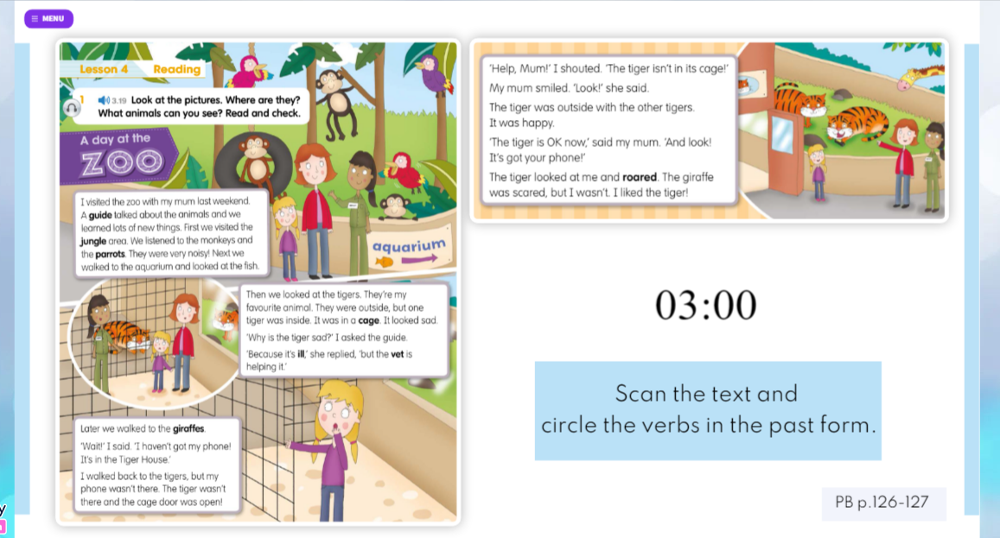 MENU
Lesson 4 Reading
1 3.19 Look at the pictures. Where are they?
What animals can you see? Read and check.
A day at the
ZOO
I visited the zoo with my mum last weekend.
A guide talked about the animals and we
learned lots of new things. First we visited the
jungle area. We listened to the monkeys and
the parrots. They were very noisy! Next we
walked to the aquarium and looked at the fish.
aquarium
Then we looked at the tigers. They're my
favourite animal. They were outside, but one
tiger was inside. It was in a cage. It looked sad.
'Why is the tiger sad?' I asked the guide.
'Because it's ill,' she replied, 'but the vet is
helping it.'
Later we walked to the giraffes.
'Wait!' I said. 'I haven't got my phone!
It's in the Tiger House.'
I walked back to the tigers, but my
phone wasn't there. The tiger wasn't
there and the cage door was open!
'Help, Mum!' I shouted. 'The tiger isn't in its cage!'
My mum smiled. 'Look!' she said.
The tiger was outside with the other tigers.
It was happy.
'The tiger is OK now,' said my mum. 'And look!
It's got your phone!'
The tiger looked at me and roared. The giraffe
was scared, but I wasn't. I liked the tiger!
03:00
Scan the text and
circle the verbs in the past form.
PB p.126-127
y